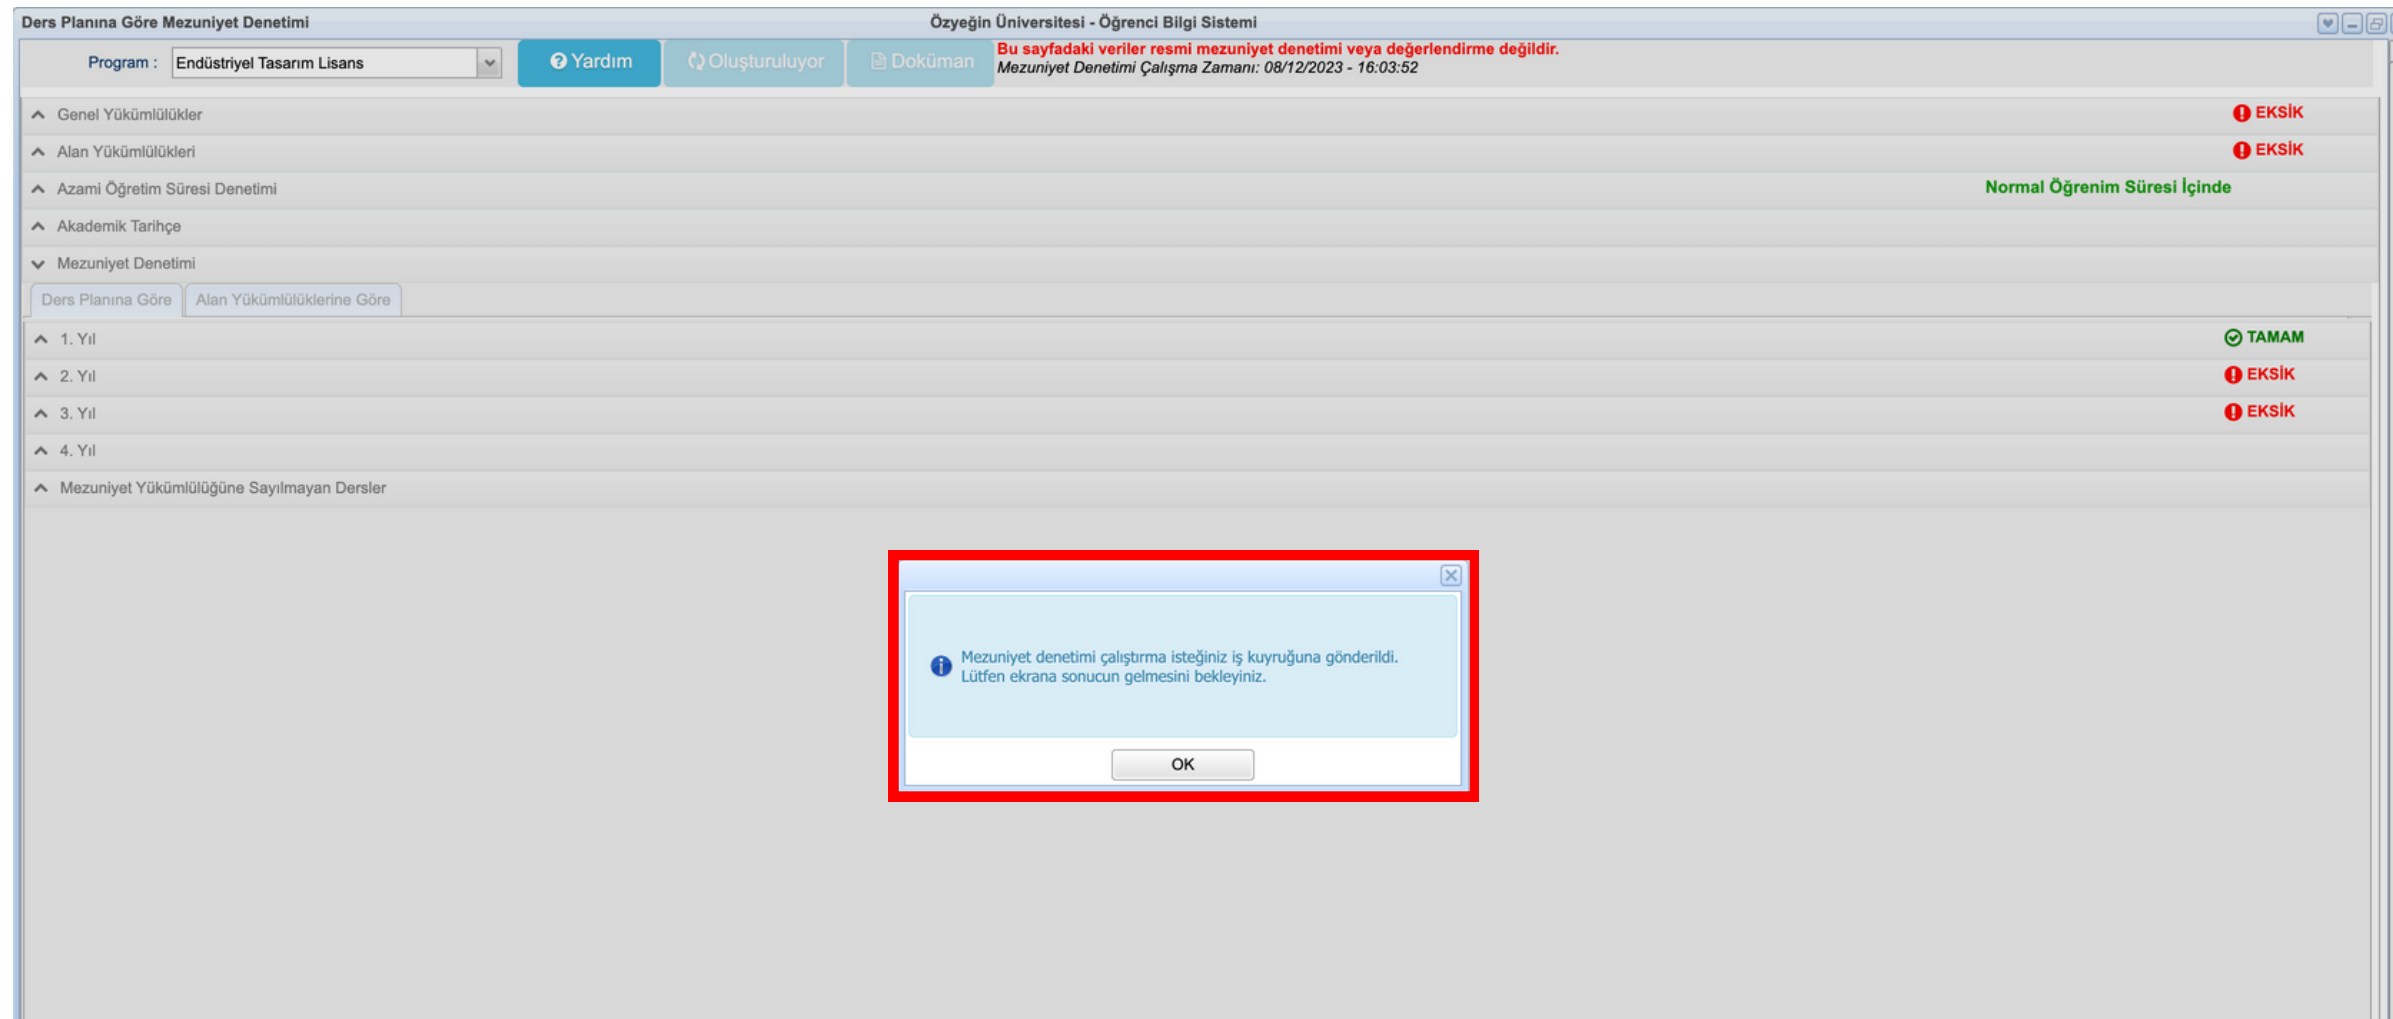 Ders Planına Göre Mezuniyet Denetimi
Özyeğin Üniversitesi - Öğrenci Bilgi Sistemi
Program :
Endüstriyel Tasarım Lisans
Yardım
Oluşturuluyor
Doküman
Bu sayfadaki veriler resmi mezuniyet denetimi veya değerlendirme değildir.
Mezuniyet Denetimi Çalışma Zamanı: 08/12/2023 - 16:03:52
Genel Yükümlülükler
EKSİK
Alan Yükümlülükleri
EKSİK
Azami Öğretim Süresi Denetimi
Normal Öğrenim Süresi İçinde
Akademik Tarihçe
Mezuniyet Denetimi
Ders Planına Göre
Alan Yükümlülüklerine Göre
1. Yıl
TAMAM
2. Yıl
EKSİK
3. Yıl
EKSİK
4. Yıl
Mezuniyet Yükümlülüğüne Sayılmayan Dersler
Mezuniyet denetimi çalıştırma isteğiniz iş kuyruğuna gönderildi.
Lütfen ekrana sonucun gelmesini bekleyiniz.
OK